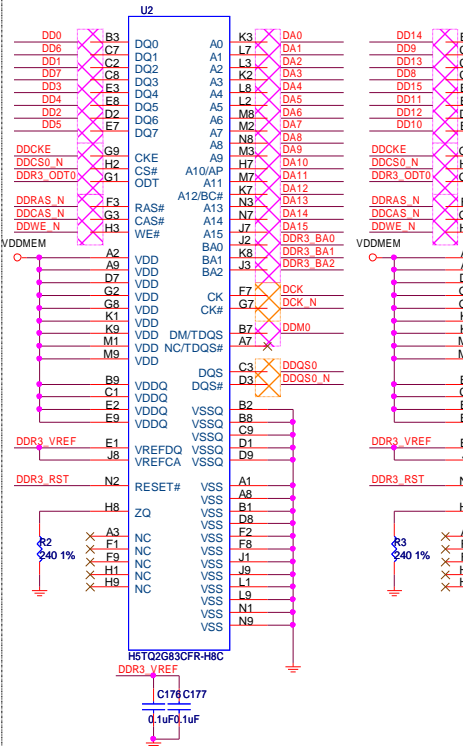 U2
DD0 B3 DQ0 A0 K3 DA0 DD14
DD6 C7 DQ1 A1 L7 DA1 DD9
DD1 C2 DQ2 A2 L3 DA2 DD13
DD7 C8 DQ3 A3 K2 DA3 DD8
DD3 E3 DQ4 A4 L8 DA4 DD15
DD4 E8 DQ5 A5 L2 DA5 DD11
DD2 D2 DQ6 A6 M8 DA6 DD12
DD5 E7 DQ7 A7 M2 DA7 DD10
A8 N8 DA8
DDCKE G9 CKE A9 M3 DA9 DDCKE
DDCS0_N H2 CS# A10/AP H7 DA10 DDCS0_N
DDR3_ODT0 G1 ODT A11 M7 DA11 DDR3_ODT0
A12/BC# K7 DA12
DDRAS_N F3 RAS# A13 N3 DA13 DDRAS_N
DDCAS_N G3 CAS# A14 N7 DA14 DDCAS_N
DDWE_N H3 WE# A15 J7 DA15 DDWE_N
BA0 J2 DDR3_BA0
VDDMEM BA1 K8 DDR3_BA1 VDDMEM
A2 VDD BA2 J3 DDR3_BA2
A9 VDD
D7 VDD
G2 VDD CK F7 DCK
G8 VDD CK# G7 DCK_N
K1 VDD
K9 VDD DM/TDQS B7 DDM0
M1 VDD NC/TDQS# A7
M9 VDD
DQS C3 DDQS0
B9 VDDQ DQS# D3 DDQS0_N
C1 VDDQ
E2 VDDQ VSSQ B2
E9 VDDQ VSSQ B8
VSSQ C9
DDR3_VREF E1 VREFDQ VSSQ D1 DDR3_VREF
J8 VREFCA VSSQ D9
DDR3_RST N2 RESET# VSS A1 DDR3_RST
VSS A8
H8 ZQ VSS B1
VSS D8
A3 NC VSS F2
R2 F1 NC VSS F8 R3
240 1% F9 NC VSS J1 240 1%
H1 NC VSS J9
H9 NC VSS L1
VSS L9
VSS N1
VSS N9
H5TQ2G83CFR-H8C
DDR3_VREF
C176 C177
0.1uF 0.1uF